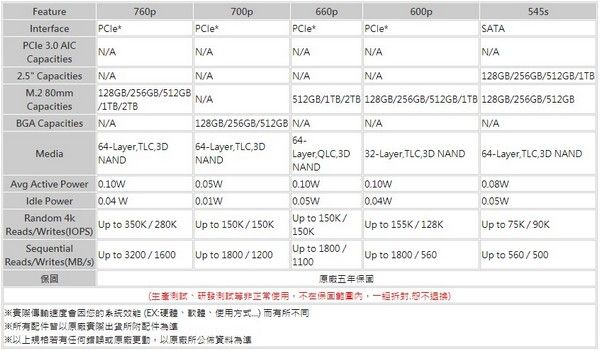 Feature 760p 700p 660p 600p 545s
Interface PCIe* PCIe* PCIe* PCIe* SATA
PCIe 3.0 AIC Capacities N/A N/A N/A N/A N/A
2.5" Capacities N/A N/A N/A N/A 128GB/256GB/512GB/1TB
M.2 80mm Capacities 128GB/256GB/512GB/1TB/2TB N/A 512GB/1TB/2TB 128GB/256GB/512GB/1TB 128GB/256GB/512GB
BGA Capacities N/A 128GB/256GB/512GB N/A N/A N/A
Media 64-Layer,TLC,3D NAND 64-Layer,TLC,3D NAND 64-Layer,QLC,3D NAND 32-Layer,TLC,3D NAND 64-Layer,TLC,3D NAND
Avg Active Power 0.10W 0.05W 0.10W 0.10W 0.08W
Idle Power 0.04 W 0.01W 0.05W 0.04W 0.05W
Random 4k Reads/Writes(IOPS) Up to 350K / 280K Up to 150K / 150K Up to 150K / 150K Up to 155K / 128K Up to 75K / 90K
Sequential Reads/Writes(MB/s) Up to 3200 / 1600 Up to 1800 / 1200 Up to 1800 / 1100 Up to 1800 / 560 Up to 560 / 500
保固 原廠五年保固
(生產測試、研發測試等非正常使用，不在保固範圍內，一經拆封.恕不退換)
※實際傳輸速度會因您的系統效能 (EX:硬體、軟體、使用方式...) 而有所不同
※所有配件皆以原廠實際出貨所附配件為準
※以上規格若有任何錯誤或原廠更動，以原廠所公佈資料為準